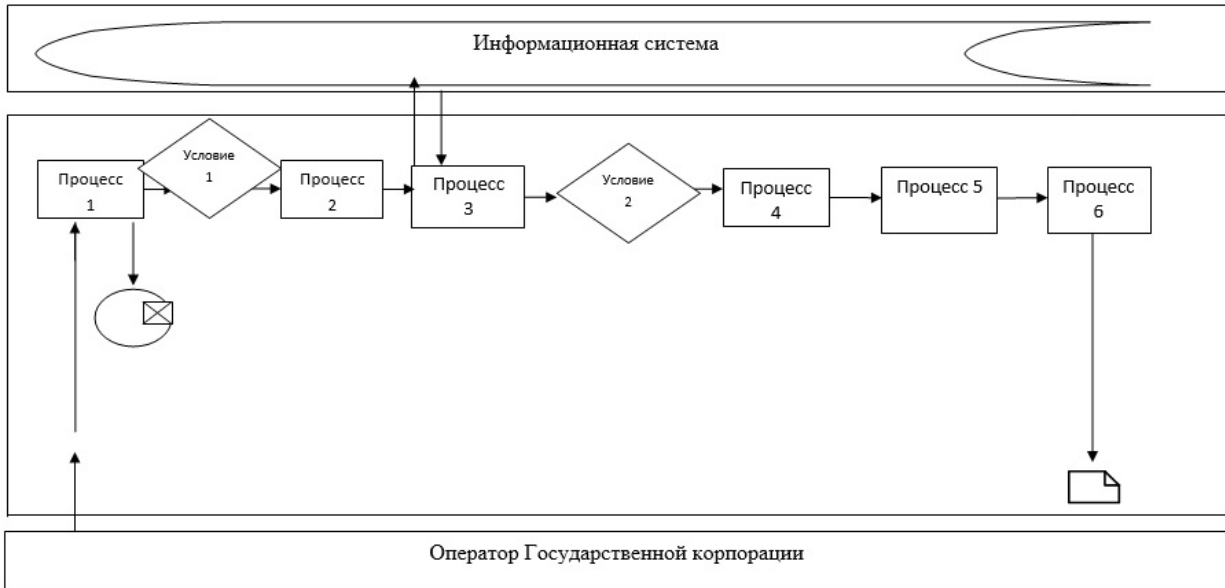 Информационная система
Процесс
1
Условие
1
Процесс
2
Процесс
3
Условие
2
Процесс
4
Процесс 5
Процесс
6
Оператор Государственной корпорации